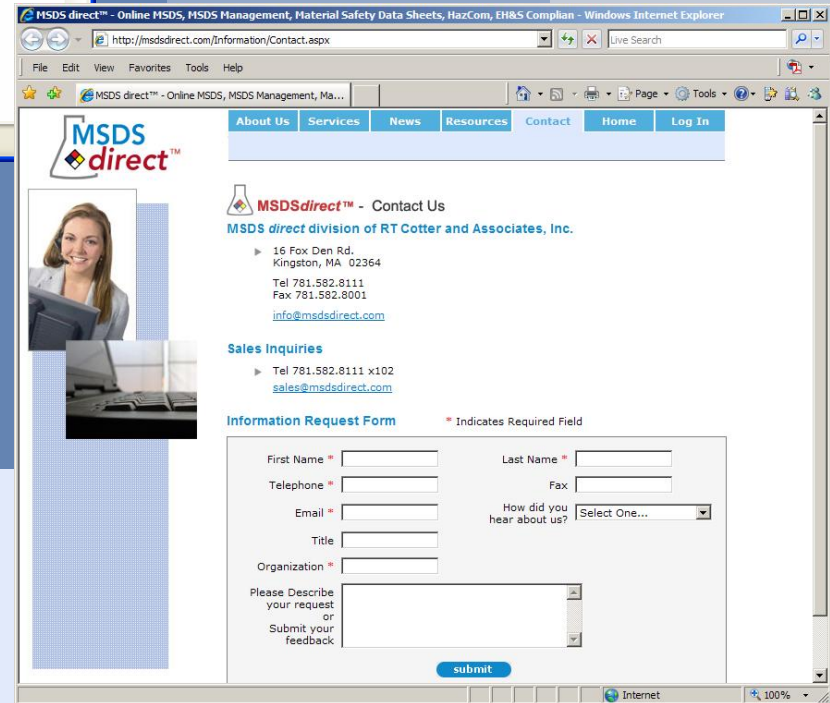 MSDS direct™ - Online MSDS, MSDS Management, Material Safety Data Sheets, HazCom, EH&S Complian - Windows Internet Explorer
http://msdsdirect.com/Information/Contact.aspx
Live Search
File Edit View Favorites Tools Help
MSDS direct™ - Online MSDS, MSDS Management, Ma...
Page Tools
About Us Services News Resources Contact Home Log In
MSDS
direct™
MSDSdirect™ - Contact Us
MSDS direct division of RT Cotter and Associates, Inc.
16 Fox Den Rd.
Kingston, MA 02364
Tel 781.582.8111
Fax 781.582.8001
info@msdsdirect.com
Sales Inquiries
Tel 781.582.8111 x102
sales@msdsdirect.com
Information Request Form * Indicates Required Field
First Name * Last Name *
Telephone * Fax
Email * How did you
hear about us? Select One...
Title
Organization *
Please Describe
your request
or
Submit your
feedback
submit
Internet 100%